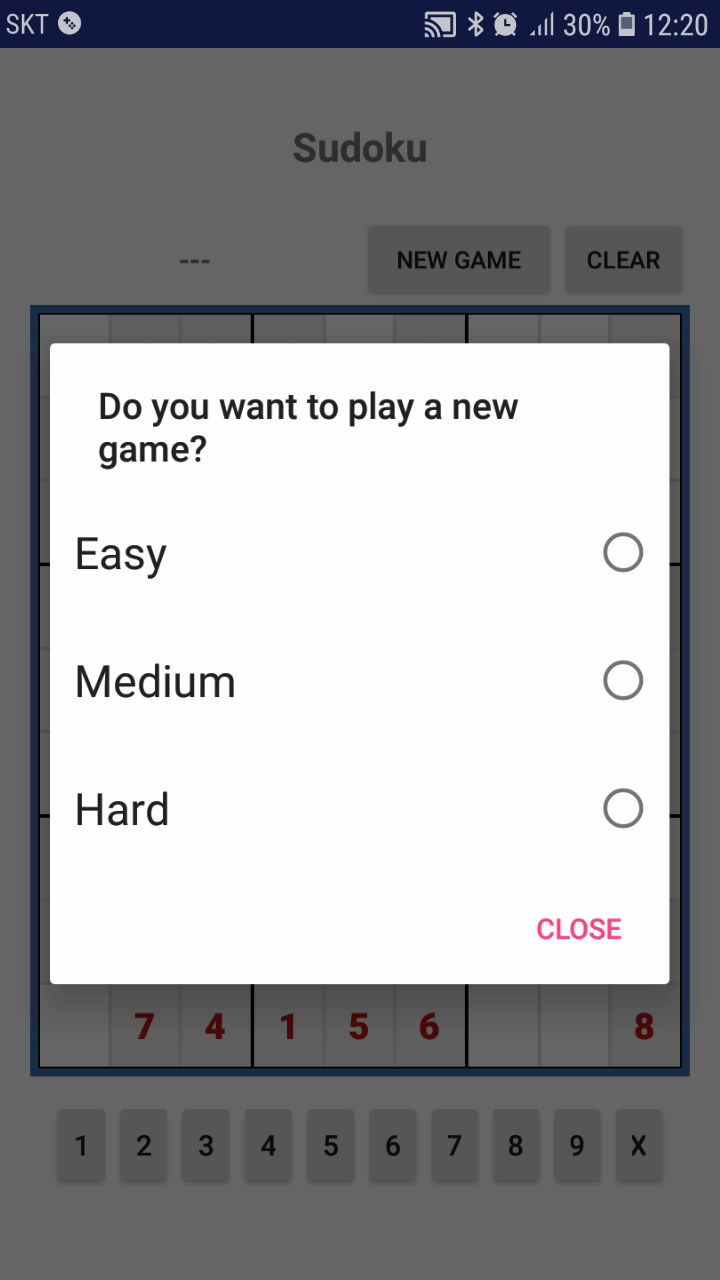 SKT 30% 12:20
Sudoku
--- NEW GAME CLEAR
Do you want to play a new
game?
Easy
Medium
Hard
CLOSE
7 4 1 5 6 8
1 2 3 4 5 6 7 8 9 X